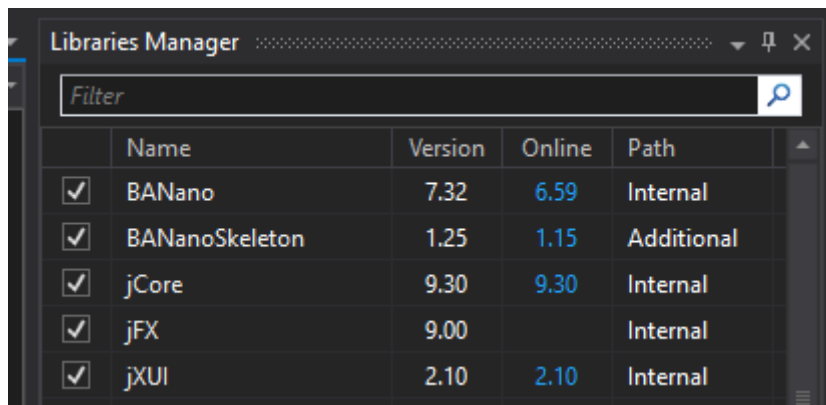 Libraries Manager
Filter
Name Version Online Path
BANano 7.32 6.59 Internal
BANanoSkeleton 1.25 1.15 Additional
jCore 9.30 9.30 Internal
jFX 9.00 Internal
jXUI 2.10 2.10 Internal